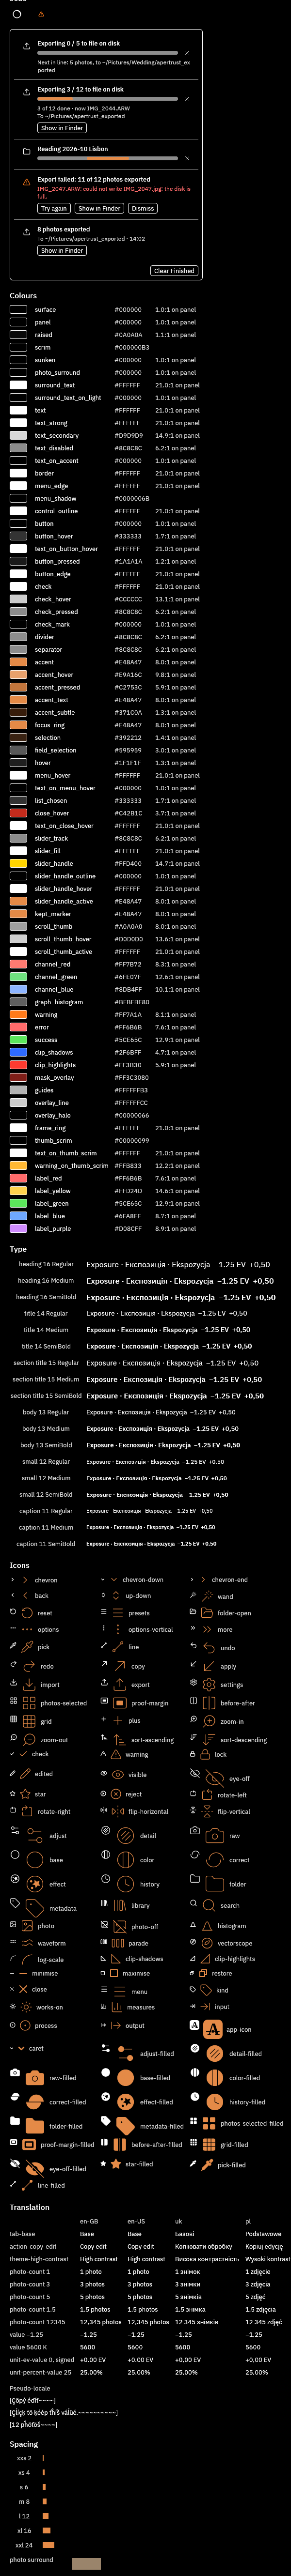 Exporting 0 / 5 to file on disk
Next in line: 5 photos, to ~/Pictures/Wedding/apertrust_ex
ported
Exporting 3 / 12 to file on disk
3 of 12 done · now IMG_2044.ARW
To ~/Pictures/apertrust_exported
Show in Finder
Reading 2026-10 Lisbon
Export failed: 11 of 12 photos exported
IMG_2047.ARW: could not write IMG_2047.jpg: the disk is
full.
Try again Show in Finder Dismiss
8 photos exported
To ~/Pictures/apertrust_exported · 14:02
Show in Finder
Clear Finished
Colours
surface #000000 1.0:1 on panel
panel #000000 1.0:1 on panel
raised #0A0A0A 1.1:1 on panel
scrim #000000B3
sunken #000000 1.0:1 on panel
photo_surround #000000 1.0:1 on panel
surround_text #FFFFFF 21.0:1 on panel
surround_text_on_light #000000 1.0:1 on panel
text #FFFFFF 21.0:1 on panel
text_strong #FFFFFF 21.0:1 on panel
text_secondary #D9D9D9 14.9:1 on panel
text_disabled #8C8C8C 6.2:1 on panel
text_on_accent #000000 1.0:1 on panel
border #FFFFFF 21.0:1 on panel
menu_edge #FFFFFF 21.0:1 on panel
menu_shadow #0000006B
control_outline #FFFFFF 21.0:1 on panel
button #000000 1.0:1 on panel
button_hover #333333 1.7:1 on panel
text_on_button_hover #FFFFFF 21.0:1 on panel
button_pressed #1A1A1A 1.2:1 on panel
button_edge #FFFFFF 21.0:1 on panel
check #FFFFFF 21.0:1 on panel
check_hover #CCCCCC 13.1:1 on panel
check_pressed #8C8C8C 6.2:1 on panel
check_mark #000000 1.0:1 on panel
divider #8C8C8C 6.2:1 on panel
separator #8C8C8C 6.2:1 on panel
accent #E48A47 8.0:1 on panel
accent_hover #E9A16C 9.8:1 on panel
accent_pressed #C2753C 5.9:1 on panel
accent_text #E48A47 8.0:1 on panel
accent_subtle #371C0A 1.3:1 on panel
focus_ring #E48A47 8.0:1 on panel
selection #392212 1.4:1 on panel
field_selection #595959 3.0:1 on panel
hover #1F1F1F 1.3:1 on panel
menu_hover #FFFFFF 21.0:1 on panel
text_on_menu_hover #000000 1.0:1 on panel
list_chosen #333333 1.7:1 on panel
close_hover #C42B1C 3.7:1 on panel
text_on_close_hover #FFFFFF 21.0:1 on panel
slider_track #8C8C8C 6.2:1 on panel
slider_fill #FFFFFF 21.0:1 on panel
slider_handle #FFD400 14.7:1 on panel
slider_handle_outline #000000 1.0:1 on panel
slider_handle_hover #FFFFFF 21.0:1 on panel
slider_handle_active #E48A47 8.0:1 on panel
kept_marker #E48A47 8.0:1 on panel
scroll_thumb #A0A0A0 8.0:1 on panel
scroll_thumb_hover #D0D0D0 13.6:1 on panel
scroll_thumb_active #FFFFFF 21.0:1 on panel
channel_red #FF7B72 8.3:1 on panel
channel_green #6FE07F 12.6:1 on panel
channel_blue #8DB4FF 10.1:1 on panel
graph_histogram #BFBFBF80
warning #FF7A1A 8.1:1 on panel
error #FF6B6B 7.6:1 on panel
success #5CE65C 12.9:1 on panel
clip_shadows #2F6BFF 4.7:1 on panel
clip_highlights #FF3B30 5.9:1 on panel
mask_overlay #FF3C3080
guides #FFFFFFB3
overlay_line #FFFFFFCC
overlay_halo #00000066
frame_ring #FFFFFF 21.0:1 on panel
thumb_scrim #00000099
text_on_thumb_scrim #FFFFFF 21.0:1 on panel
warning_on_thumb_scrim #FFB833 12.2:1 on panel
label_red #FF6B6B 7.6:1 on panel
label_yellow #FFD24D 14.6:1 on panel
label_green #5CE65C 12.9:1 on panel
label_blue #6FA8FF 8.7:1 on panel
label_purple #D08CFF 8.9:1 on panel
Type
heading 16 Regular Exposure · Експозиція · Ekspozycja −1.25 EV +0,50
heading 16 Medium Exposure · Експозиція · Ekspozycja −1.25 EV +0,50
heading 16 SemiBold Exposure · Експозиція · Ekspozycja −1.25 EV +0,50
title 14 Regular Exposure · Експозиція · Ekspozycja −1.25 EV +0,50
title 14 Medium Exposure · Експозиція · Ekspozycja −1.25 EV +0,50
title 14 SemiBold Exposure · Експозиція · Ekspozycja −1.25 EV +0,50
section title 15 Regular Exposure · Експозиція · Ekspozycja −1.25 EV +0,50
section title 15 Medium Exposure · Експозиція · Ekspozycja −1.25 EV +0,50
section title 15 SemiBold Exposure · Експозиція · Ekspozycja −1.25 EV +0,50
body 13 Regular Exposure · Експозиція · Ekspozycja −1.25 EV +0,50
body 13 Medium Exposure · Експозиція · Ekspozycja −1.25 EV +0,50
body 13 SemiBold Exposure · Експозиція · Ekspozycja −1.25 EV +0,50
small 12 Regular Exposure · Експозиція · Ekspozycja −1.25 EV +0,50
small 12 Medium Exposure · Експозиція · Ekspozycja −1.25 EV +0,50
small 12 SemiBold Exposure · Експозиція · Ekspozycja −1.25 EV +0,50
caption 11 Regular Exposure · Експозиція · Ekspozycja −1.25 EV +0,50
caption 11 Medium Exposure · Експозиція · Ekspozycja −1.25 EV +0,50
caption 11 SemiBold Exposure · Експозиція · Ekspozycja −1.25 EV +0,50
Icons
chevron chevron-down chevron-end
back up-down wand
reset presets folder-open
options options-vertical more
pick line undo
redo copy apply
import export settings
photos-selected proof-margin before-after
grid plus zoom-in
zoom-out sort-ascending sort-descending
check warning lock
edited visible eye-off
star reject rotate-left
rotate-right flip-horizontal flip-vertical
adjust detail raw
base color correct
effect history folder
metadata library search
photo photo-off histogram
waveform parade vectorscope
log-scale clip-shadows clip-highlights
minimise maximise restore
close menu kind
works-on measures input
process output app-icon
caret adjust-filled detail-filled
raw-filled base-filled color-filled
correct-filled effect-filled history-filled
folder-filled metadata-filled photos-selected-filled
proof-margin-filled before-after-filled grid-filled
eye-off-filled star-filled pick-filled
line-filled
Translation
en-GB en-US uk pl
tab-base Base Base Базові Podstawowe
action-copy-edit Copy edit Copy edit Копіювати обробку Kopiuj edycję
theme-high-contrast High contrast High contrast Висока контрастність Wysoki kontrast
photo-count 1 1 photo 1 photo 1 знімок 1 zdjęcie
photo-count 3 3 photos 3 photos 3 знімки 3 zdjęcia
photo-count 5 5 photos 5 photos 5 знімків 5 zdjęć
photo-count 1.5 1.5 photos 1.5 photos 1,5 знімка 1,5 zdjęcia
photo-count 12345 12,345 photos 12,345 photos 12 345 знімків 12 345 zdjęć
value −1.25 −1.25 −1.25 −1,25 −1,25
value 5600 K 5600 5600 5600 5600
unit-ev-value 0, signed +0.00 EV +0.00 EV +0,00 EV +0,00 EV
unit-percent-value 25 25.00% 25.00% 25,00% 25,00%
Pseudo-locale
Spacing
xxs 2
xs 4
s 6
m 8
l 12
xl 16
xxl 24
photo surround